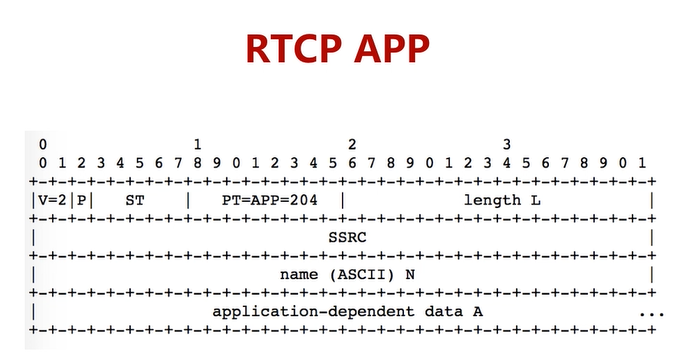 RTCP APP
0                   1                   2                   3
0 1 2 3 4 5 6 7 8 9 0 1 2 3 4 5 6 7 8 9 0 1 2 3 4 5 6 7 8 9 0 1
+-+-+-+-+-+-+-+-+-+-+-+-+-+-+-+-+-+-+-+-+-+-+-+-+-+-+-+-+-+-+-+-+
|V=2|P|   ST    |   PT=APP=204  |            length L           |
+-+-+-+-+-+-+-+-+-+-+-+-+-+-+-+-+-+-+-+-+-+-+-+-+-+-+-+-+-+-+-+-+
|                              SSRC                             |
+-+-+-+-+-+-+-+-+-+-+-+-+-+-+-+-+-+-+-+-+-+-+-+-+-+-+-+-+-+-+-+-+
|                         name (ASCII) N                        |
+-+-+-+-+-+-+-+-+-+-+-+-+-+-+-+-+-+-+-+-+-+-+-+-+-+-+-+-+-+-+-+-+
|                  application-dependent data A                ...
+-+-+-+-+-+-+-+-+-+-+-+-+-+-+-+-+-+-+-+-+-+-+-+-+-+-+-+-+-+-+-+-+